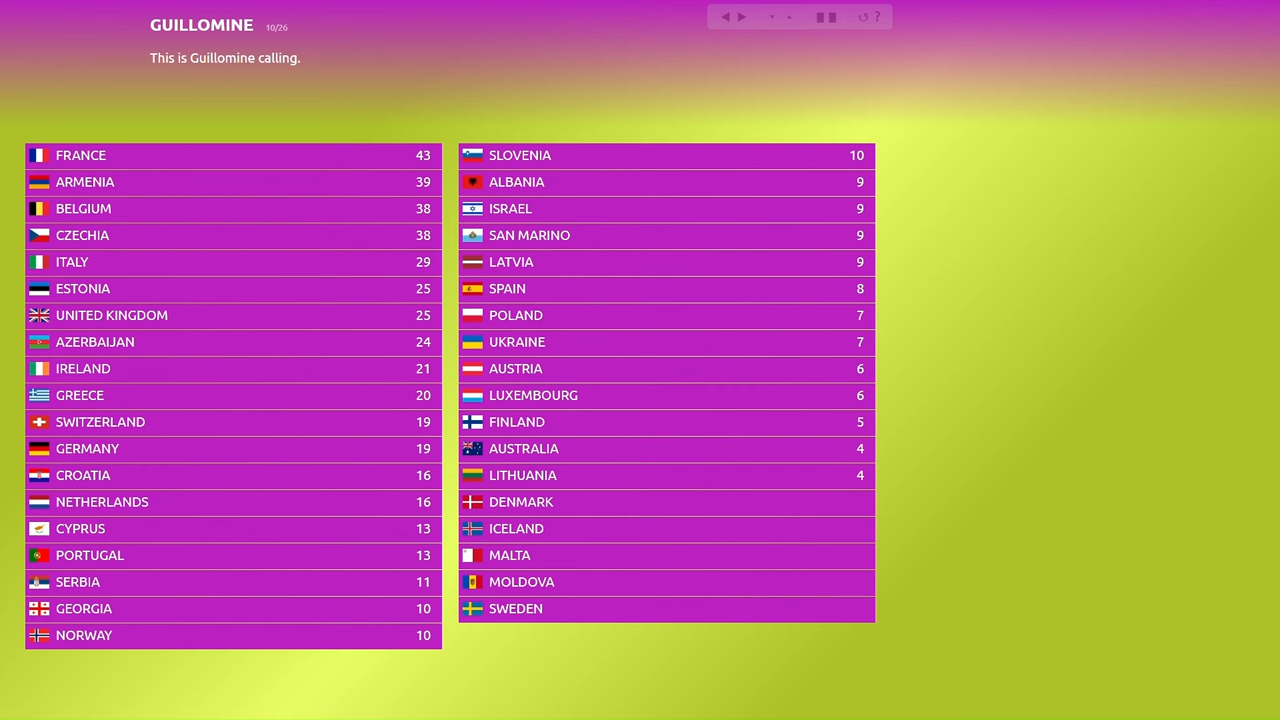 GUILLOMINE 10/26
This is Guillomine calling.
FRANCE 43
ARMENIA 39
BELGIUM 38
CZECHIA 38
ITALY 29
ESTONIA 25
UNITED KINGDOM 25
AZERBAIJAN 24
IRELAND 21
GREECE 20
SWITZERLAND 19
GERMANY 19
CROATIA 16
NETHERLANDS 16
CYPRUS 13
PORTUGAL 13
SERBIA 11
GEORGIA 10
NORWAY 10
SLOVENIA 10
ALBANIA 9
ISRAEL 9
SAN MARINO 9
LATVIA 9
SPAIN 8
POLAND 7
UKRAINE 7
AUSTRIA 6
LUXEMBOURG 6
FINLAND 5
AUSTRALIA 4
LITHUANIA 4
DENMARK
ICELAND
MALTA
MOLDOVA
SWEDEN